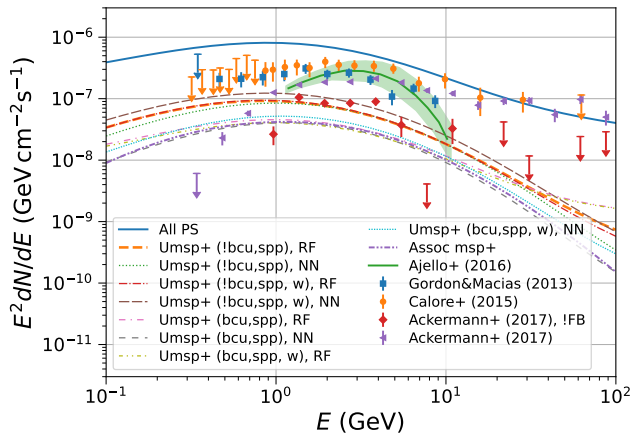 E²dN/dE (GeV cm⁻²s⁻¹)
10⁻⁶
10⁻⁷
10⁻⁸
10⁻⁹
10⁻¹⁰
10⁻¹¹
All PS
Umsp+ (!bcu,spp), RF
Umsp+ (!bcu,spp), NN
Umsp+ (!bcu,spp, w), RF
Umsp+ (!bcu,spp, w), NN
Umsp+ (bcu,spp), RF
Umsp+ (bcu,spp), NN
Umsp+ (bcu,spp, w), RF
Umsp+ (bcu,spp, w), NN
Assoc msp+
Ajello+ (2016)
Gordon&Macias (2013)
Calore+ (2015)
Ackermann+ (2017), !FB
Ackermann+ (2017)
10⁻¹ 10⁰ 10¹ 10²
E (GeV)